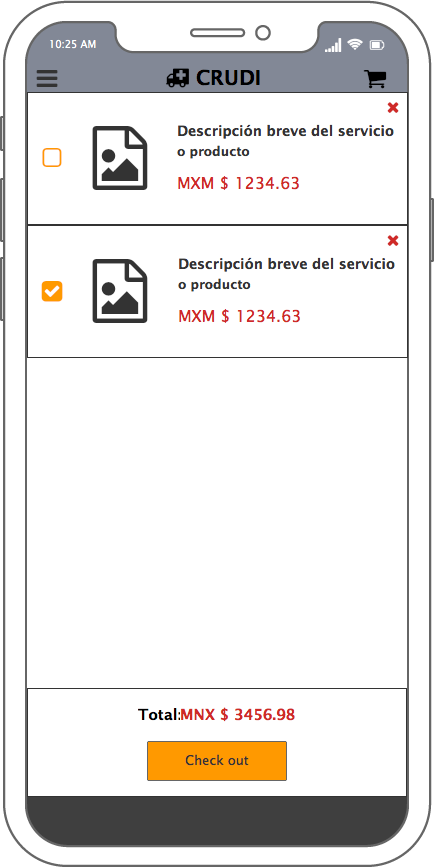 10:25 AM
CRUDI
Descripción breve del servicio
o producto
MXM $ 1234.63
Descripción breve del servicio
o producto
MXM $ 1234.63
Total:MNX $ 3456.98
Check out